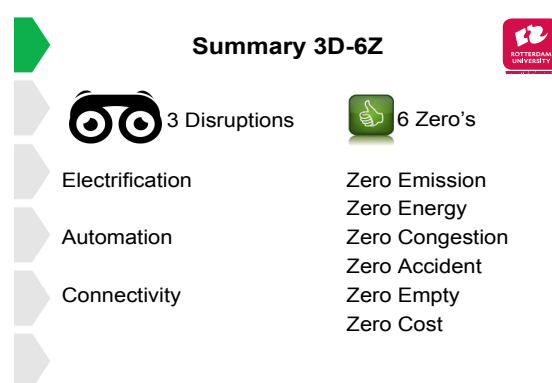 Summary 3D-6Z
ROTTERDAM
UNIVERSITY
3 Disruptions
6 Zero’s
Electrification
Automation
Connectivity
Zero Emission
Zero Energy
Zero Congestion
Zero Accident
Zero Empty
Zero Cost